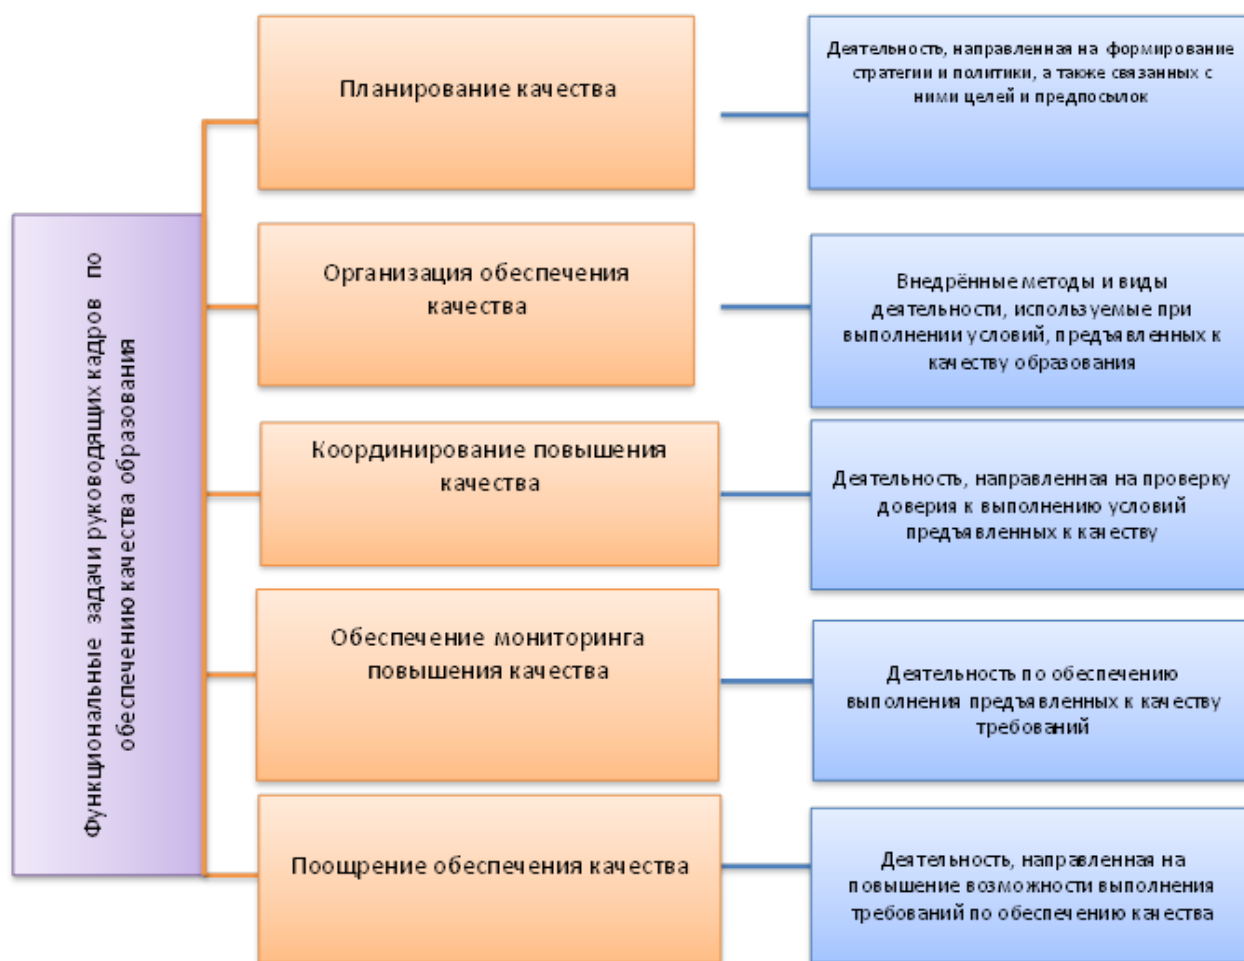 Функциональные задачи руководящих кадров по
обеспечению качества образования
Планирование качества
Деятельность, направленная на формирование
стратегии и политики, а также связанных с
ними целей и предпосылок
Организация обеспечения
качества
Внедрённые методы и виды
деятельности, используемые при
выполнении условий, предъявленных к
качеству образования
Координирование повышения
качества
Деятельность, направленная на проверку
доверия к выполнению условий
предъявленных к качеству
Обеспечение мониторинга
повышения качества
Деятельность по обеспечению
выполнения предъявленных к качеству
требований
Поощрение обеспечения качества
Деятельность, направленная на
повышение возможности выполнения
требований по обеспечению качества